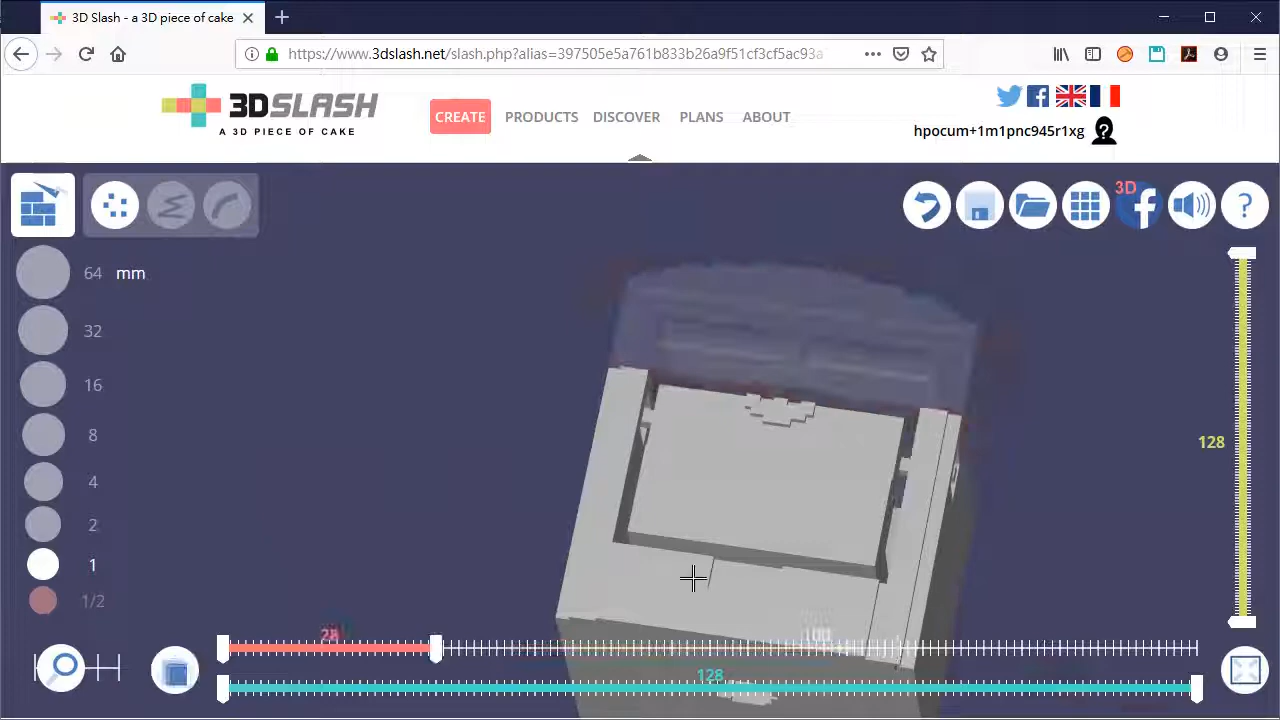 3D Slash - a 3D piece of cake
https://www.3dslash.net/slash.php?alias=397505e5a761b833b26a9f51cf3cf5ac93a
3DSLASH
A 3D PIECE OF CAKE
CREATE PRODUCTS DISCOVER PLANS ABOUT
hpocum+1m1pnc945r1xg
3D
64 mm
32
16
8
4
2
1
1/2
128
28
100
128